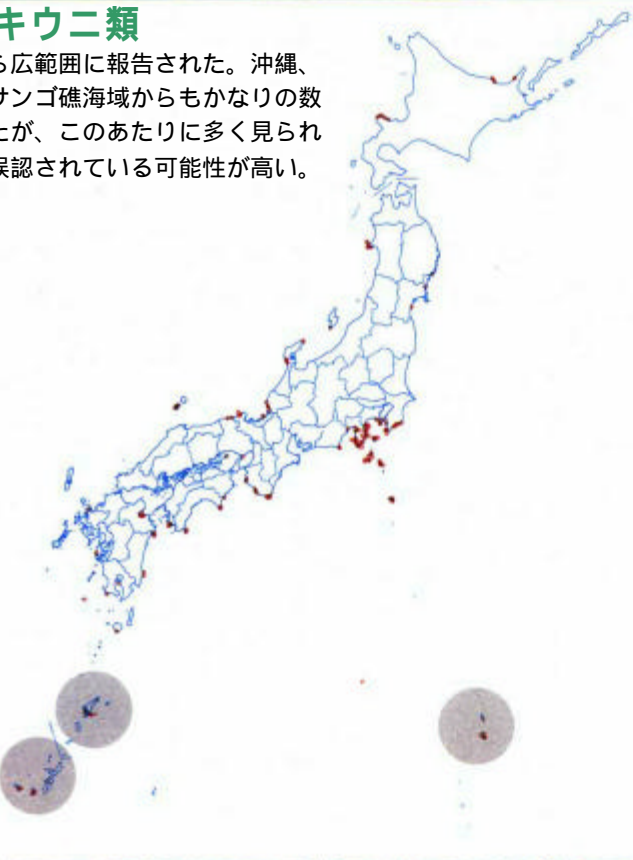 キウニ類
ら広範囲に報告された。沖縄、
サンゴ礁海域からもかなりの数
たが、このあたりに多く見られ
誤認されている可能性が高い。